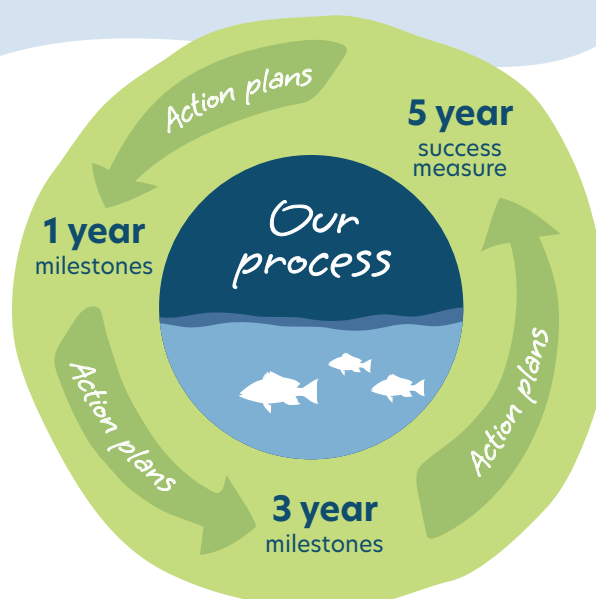 Our
process
Action plans
1 year
milestones
Action plans
3 year
milestones
Action plans
5 year
success
measure